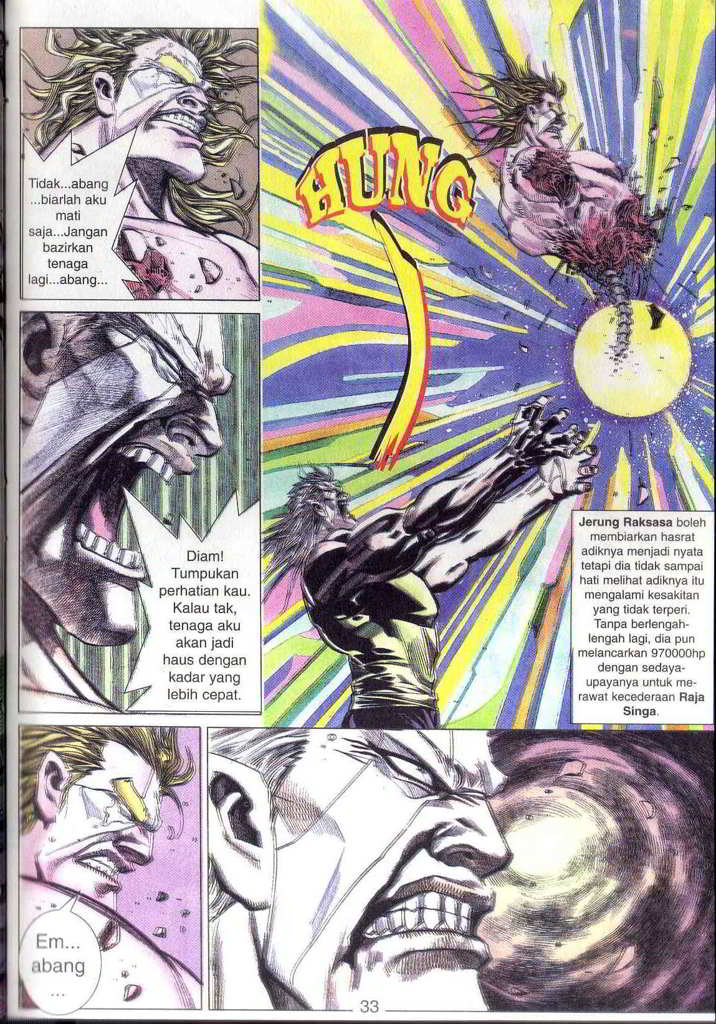 Tidak...abang
...biarlah aku
mati
saja...Jangan
bazirkan
tenaga
lagi...abang...
HUNG
Diam!
Tumpukan
perhatian kau.
Kalau tak,
tenaga aku
akan jadi
haus dengan
kadar yang
lebih cepat.
Jerung Raksasa boleh
membiarkan hasrat
adiknya menjadi nyata
tetapi dia tidak sampai
hati melihat adiknya itu
mengalami kesakitan
yang tidak terperi.
Tanpa berlengah-
lengah lagi, dia pun
melancarkan 970000hp
dengan sedaya-
upayanya untuk me-
rawat kecederaan Raja
Singa.
Em...
abang
...
33